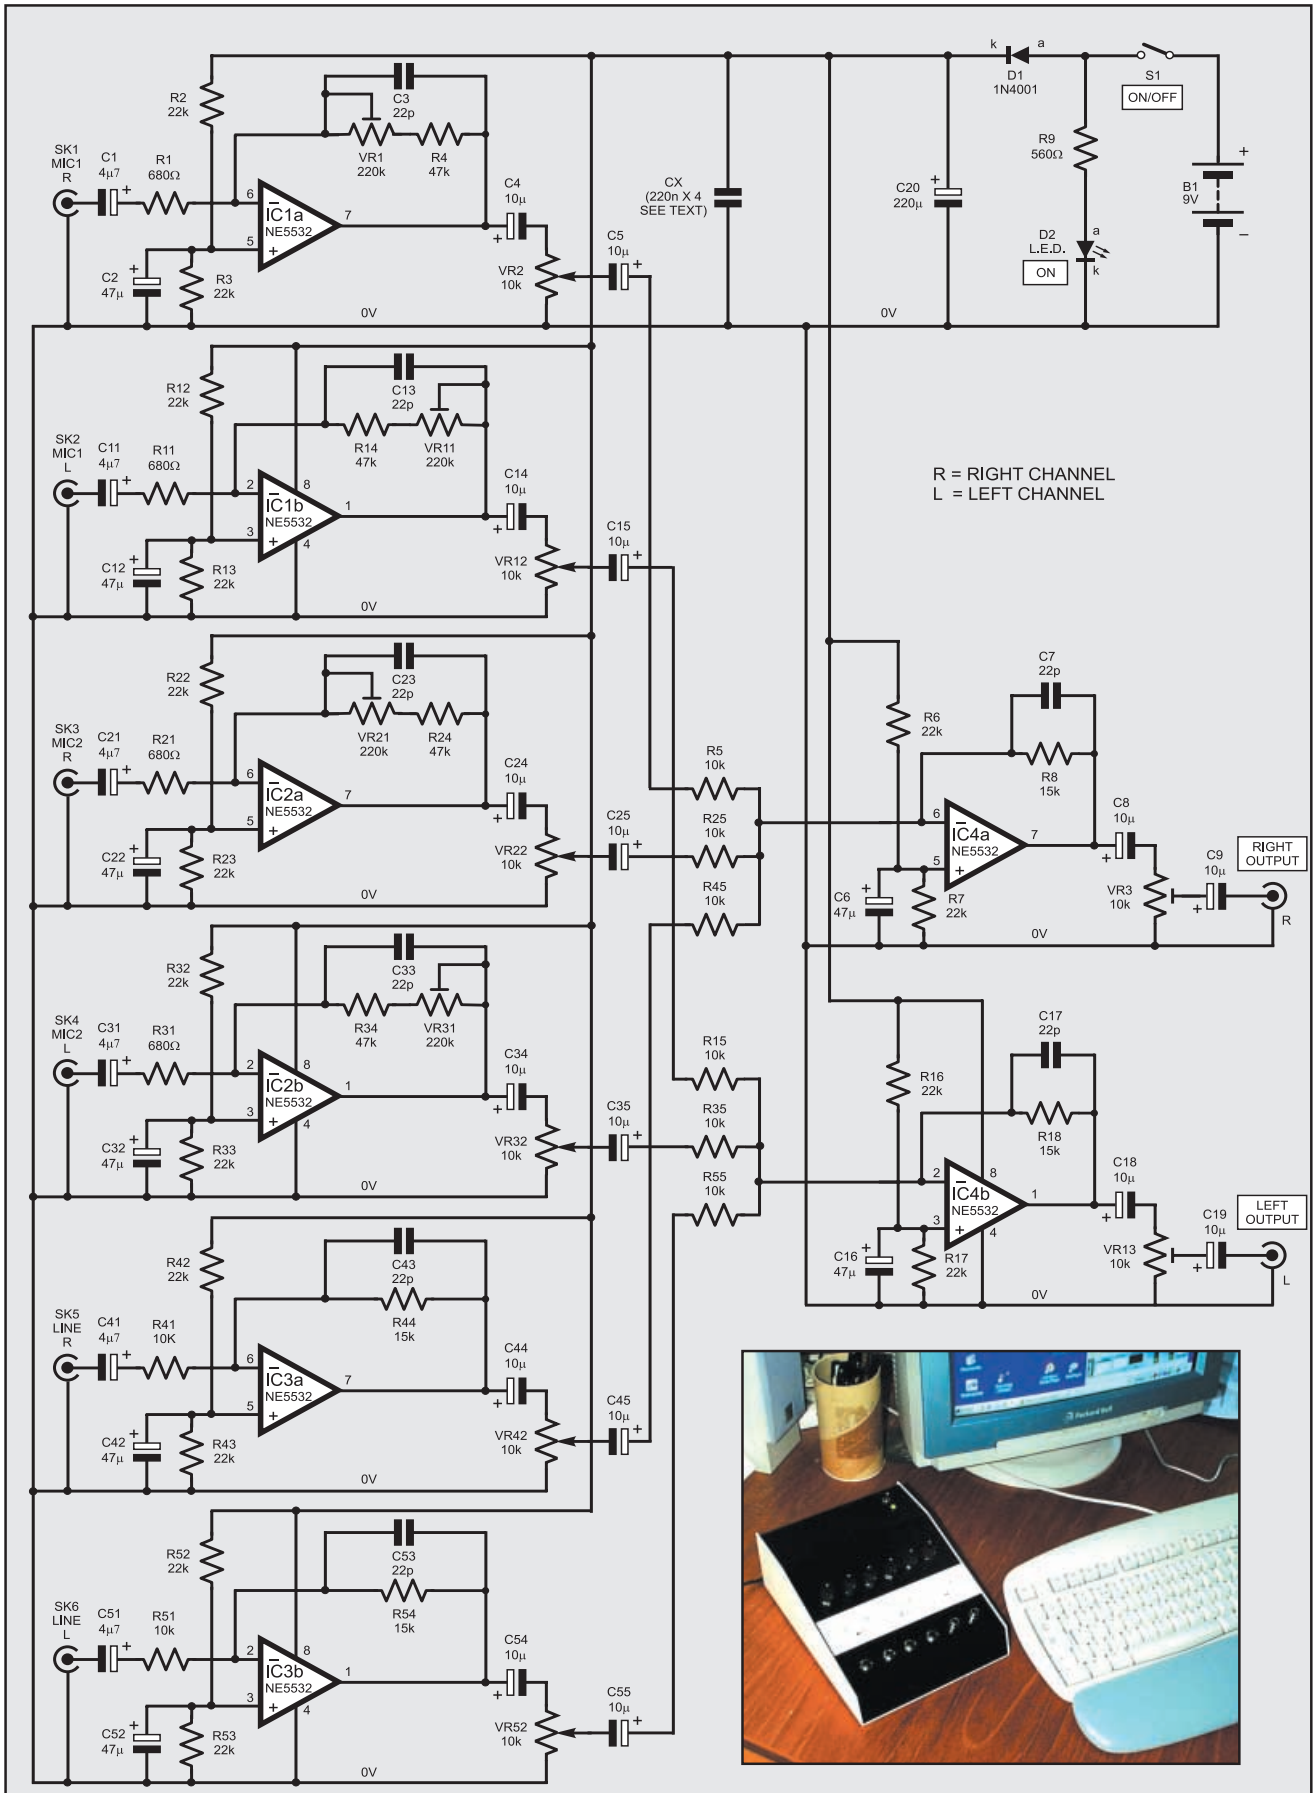 R2
22k
C3
22p
VR1
220k
R4
47k
SK1
MIC1
R
C1
4µ7
+
R1
680Ω
6
−
IC1a
NE5532
7
5
+
C4
10µ
+
C2
47µ
+
R3
22k
VR2
10k
C5
10µ
+
0V
CX
(220n X 4
SEE TEXT)
C20
220µ
+
k
a
D1
1N4001
S1
ON/OFF
R9
560Ω
B1
9V
+
−
D2
L.E.D.
ON
a
k
0V
R12
22k
C13
22p
R14
47k
VR11
220k
SK2
MIC1
L
C11
4µ7
+
R11
680Ω
2
−
8
IC1b
NE5532
1
3
+
4
C14
10µ
+
C12
47µ
+
R13
22k
VR12
10k
C15
10µ
+
0V
R = RIGHT CHANNEL
L = LEFT CHANNEL
R22
22k
C23
22p
VR21
220k
R24
47k
SK3
MIC2
R
C21
4µ7
+
R21
680Ω
6
−
IC2a
NE5532
7
5
+
C24
10µ
+
C22
47µ
+
R23
22k
VR22
10k
C25
10µ
+
0V
R5
10k
R25
10k
R45
10k
R6
22k
C7
22p
R8
15k
6
−
IC4a
NE5532
7
5
+
C8
10µ
+
C6
47µ
+
R7
22k
VR3
10k
C9
10µ
+
RIGHT
OUTPUT
R
0V
R32
22k
C33
22p
R34
47k
VR31
220k
SK4
MIC2
L
C31
4µ7
+
R31
680Ω
2
−
8
IC2b
NE5532
1
3
+
4
C34
10µ
+
C32
47µ
+
R33
22k
VR32
10k
C35
10µ
+
0V
R15
10k
R35
10k
R55
10k
R16
22k
C17
22p
R18
15k
2
−
8
IC4b
NE5532
1
3
+
4
C18
10µ
+
C16
47µ
+
R17
22k
VR13
10k
C19
10µ
+
LEFT
OUTPUT
L
0V
R42
22k
C43
22p
R44
15k
SK5
LINE
R
C41
4µ7
+
R41
10K
6
−
IC3a
NE5532
7
5
+
C44
10µ
+
C42
47µ
+
R43
22k
VR42
10k
C45
10µ
+
0V
R52
22k
C53
22p
R54
15k
SK6
LINE
L
C51
4µ7
+
R51
10k
2
−
8
IC3b
NE5532
1
3
+
4
C54
10µ
+
C52
47µ
+
R53
22k
VR52
10k
C55
10µ
+
0V
Packard Bell